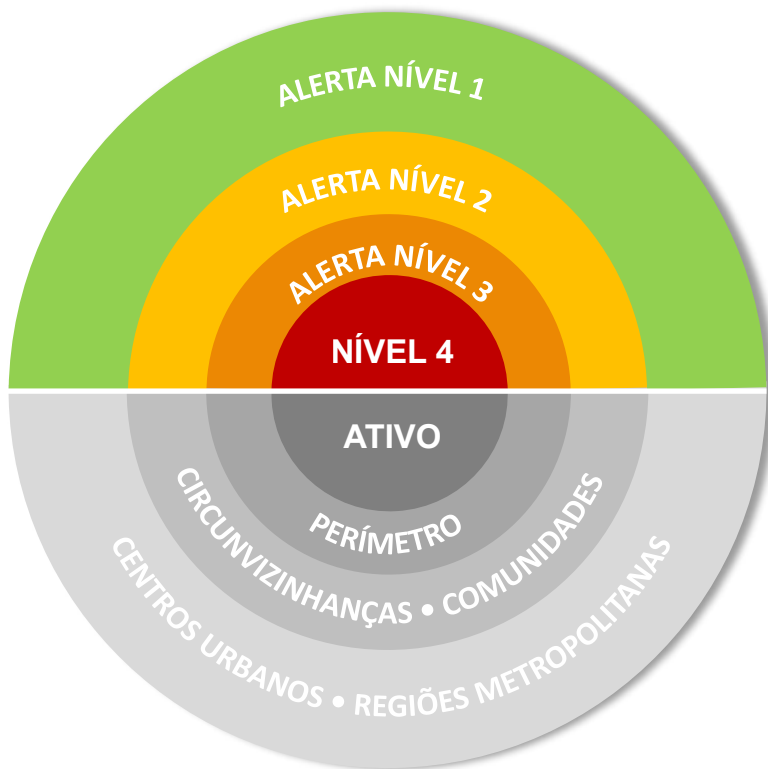 ALERTA NÍVEL 1
ALERTA NÍVEL 2
ALERTA NÍVEL 3
NÍVEL 4
ATIVO
PERÍMETRO
CIRCUNVIZINHANÇAS • COMUNIDADES
CENTROS URBANOS • REGIÕES METROPOLITANAS